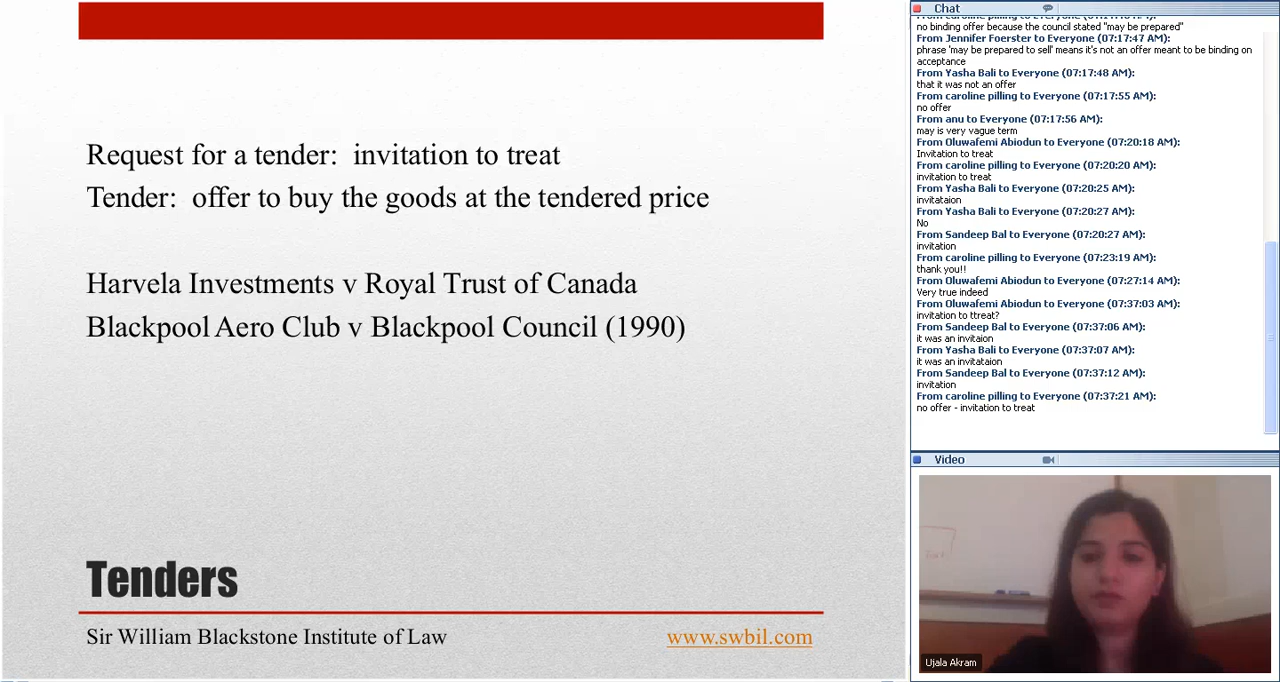 Request for a tender: invitation to treat
Tender: offer to buy the goods at the tendered price
Harvela Investments v Royal Trust of Canada
Blackpool Aero Club v Blackpool Council (1990)
Tenders
Sir William Blackstone Institute of Law
www.swbil.com
Chat
From caroline pilling to Everyone
no binding offer because the council stated "may be prepared"
From Jennifer Foerster to Everyone (07:17:47 AM):
phrase 'may be prepared to sell' means it's not an offer meant to be binding on
acceptance
From Yasha Bali to Everyone (07:17:48 AM):
that it was not an offer
From caroline pilling to Everyone (07:17:55 AM):
no offer
From anu to Everyone (07:17:56 AM):
may is very vague term
From Oluwafemi Abiodun to Everyone (07:20:18 AM):
Invitation to treat
From caroline pilling to Everyone (07:20:20 AM):
invitation to treat
From Yasha Bali to Everyone (07:20:25 AM):
invitataion
From Yasha Bali to Everyone (07:20:27 AM):
No
From Sandeep Bal to Everyone (07:20:27 AM):
invitation
From caroline pilling to Everyone (07:23:19 AM):
thank you!!
From Oluwafemi Abiodun to Everyone (07:27:14 AM):
Very true indeed
From Oluwafemi Abiodun to Everyone (07:37:03 AM):
invitation to ttreat?
From Sandeep Bal to Everyone (07:37:06 AM):
it was an invitaion
From Yasha Bali to Everyone (07:37:07 AM):
it was an invitataion
From Sandeep Bal to Everyone (07:37:12 AM):
invitation
From caroline pilling to Everyone (07:37:21 AM):
no offer - invitation to treat
Video
Ujala Akram